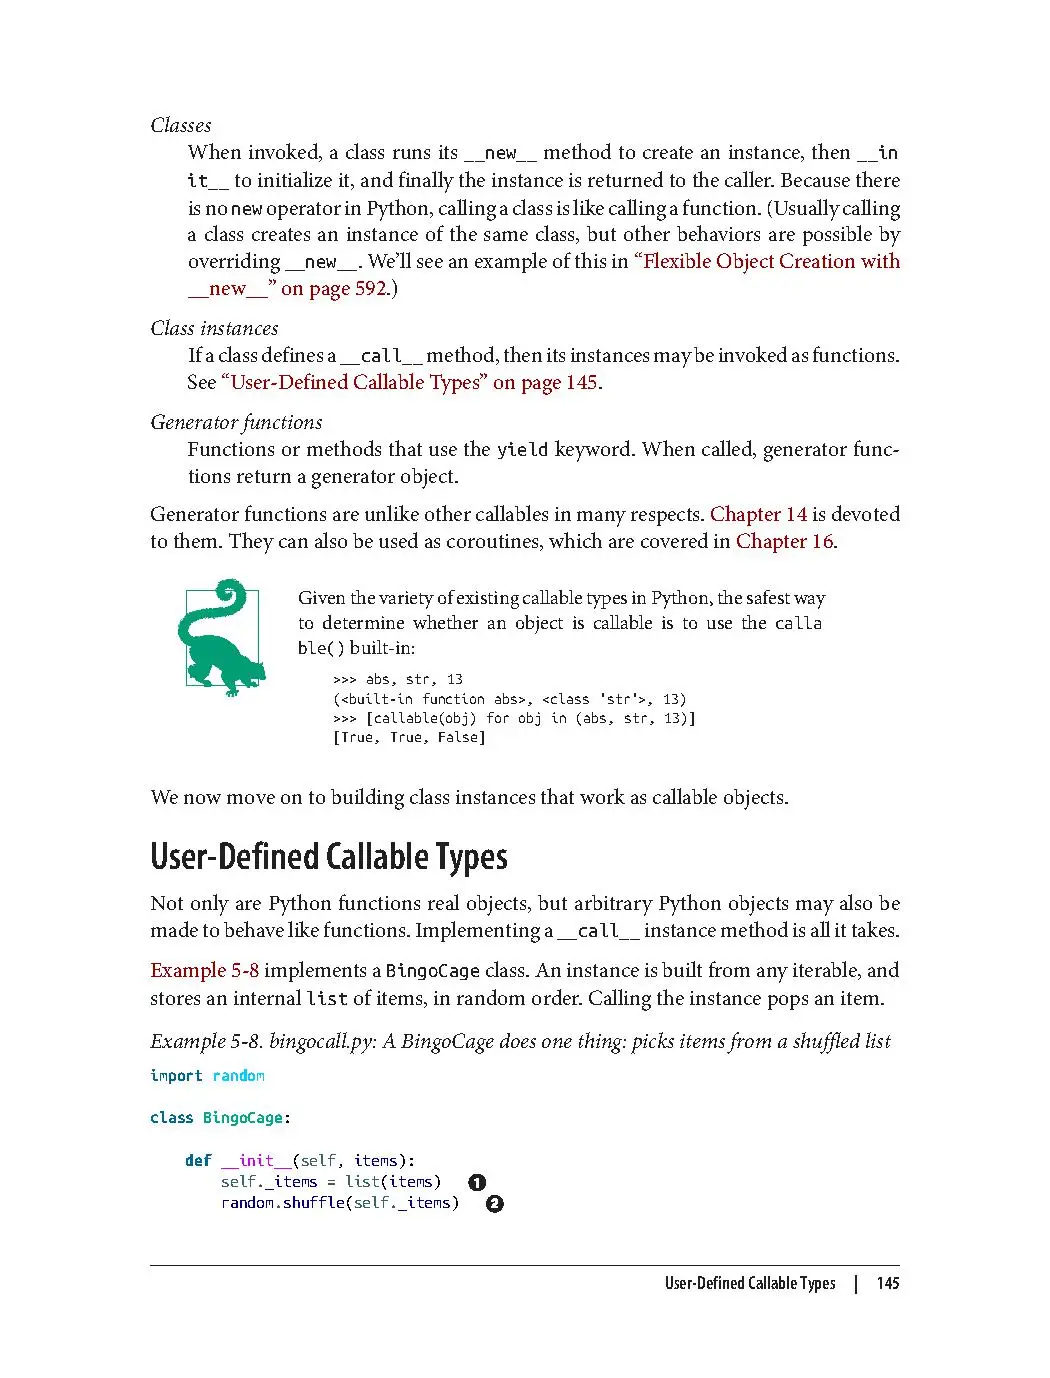 Classes
When invoked, a class runs its __new__ method to create an instance, then __in
it__ to initialize it, and finally the instance is returned to the caller. Because there
is no new operator in Python, calling a class is like calling a function. (Usually calling
a class creates an instance of the same class, but other behaviors are possible by
overriding __new__. We’ll see an example of this in “Flexible Object Creation with
__new__” on page 592.)
Class instances
If a class defines a __call__ method, then its instances may be invoked as functions.
See “User-Defined Callable Types” on page 145.
Generator functions
Functions or methods that use the yield keyword. When called, generator func-
tions return a generator object.
Generator functions are unlike other callables in many respects. Chapter 14 is devoted
to them. They can also be used as coroutines, which are covered in Chapter 16.
Given the variety of existing callable types in Python, the safest way
to determine whether an object is callable is to use the calla
ble() built-in:
>>> abs, str, 13
(<built-in function abs>, <class 'str'>, 13)
>>> [callable(obj) for obj in (abs, str, 13)]
[True, True, False]
We now move on to building class instances that work as callable objects.
User-Defined Callable Types
Not only are Python functions real objects, but arbitrary Python objects may also be
made to behave like functions. Implementing a __call__ instance method is all it takes.
Example 5-8 implements a BingoCage class. An instance is built from any iterable, and
stores an internal list of items, in random order. Calling the instance pops an item.
Example 5-8. bingocall.py: A BingoCage does one thing: picks items from a shuffled list
import random
class BingoCage:
def __init__(self, items):
self._items = list(items) ❶
random.shuffle(self._items) ❷
User-Defined Callable Types | 145